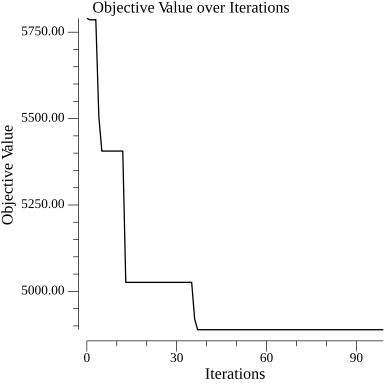 Objective Value over Iterations
5750.00
5500.00
5250.00
5000.00
Objective Value
0
30
60
90
Iterations